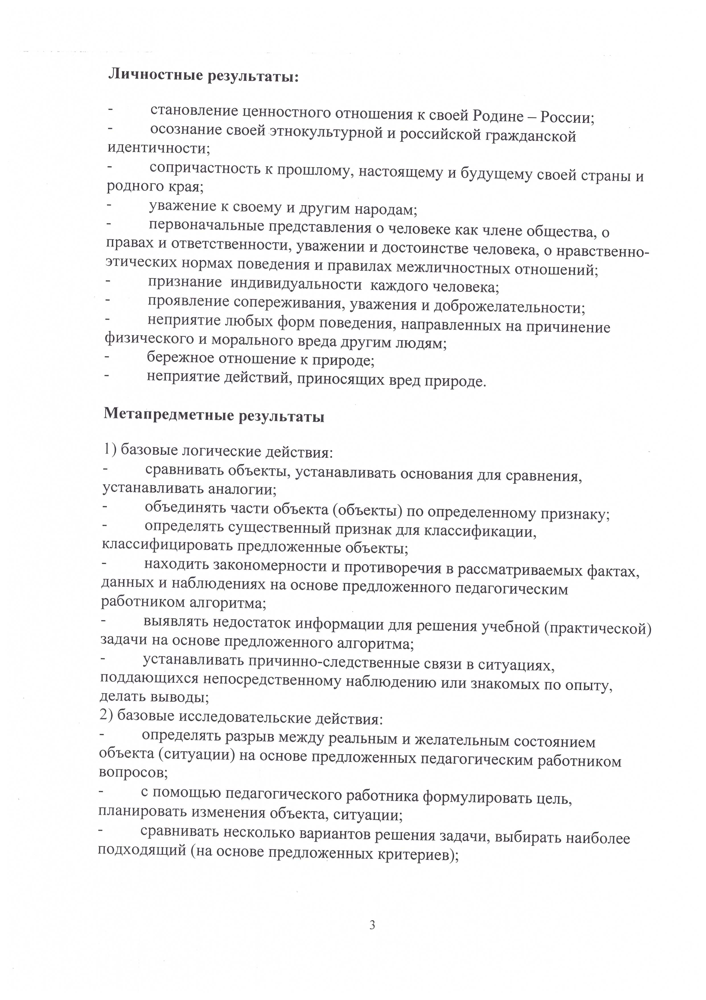 Личностные результаты:
- становление ценностного отношения к своей Родине – России;
- осознание своей этнокультурной и российской гражданской
идентичности;
- сопричастность к прошлому, настоящему и будущему своей страны и
родного края;
- уважение к своему и другим народам;
- первоначальные представления о человеке как члене общества, о
правах и ответственности, уважении и достоинстве человека, о нравственно-
этических нормах поведения и правилах межличностных отношений;
- признание индивидуальности каждого человека;
- проявление сопереживания, уважения и доброжелательности;
- неприятие любых форм поведения, направленных на причинение
физического и морального вреда другим людям;
- бережное отношение к природе;
- неприятие действий, приносящих вред природе.
Метапредметные результаты
1) базовые логические действия:
- сравнивать объекты, устанавливать основания для сравнения,
устанавливать аналогии;
- объединять части объекта (объекты) по определенному признаку;
- определять существенный признак для классификации,
классифицировать предложенные объекты;
- находить закономерности и противоречия в рассматриваемых фактах,
данных и наблюдениях на основе предложенного педагогическим
работником алгоритма;
- выявлять недостаток информации для решения учебной (практической)
задачи на основе предложенного алгоритма;
- устанавливать причинно-следственные связи в ситуациях,
поддающихся непосредственному наблюдению или знакомых по опыту,
делать выводы;
2) базовые исследовательские действия:
- определять разрыв между реальным и желательным состоянием
объекта (ситуации) на основе предложенных педагогическим работником
вопросов;
- с помощью педагогического работника формулировать цель,
планировать изменения объекта, ситуации;
- сравнивать несколько вариантов решения задачи, выбирать наиболее
подходящий (на основе предложенных критериев);
3